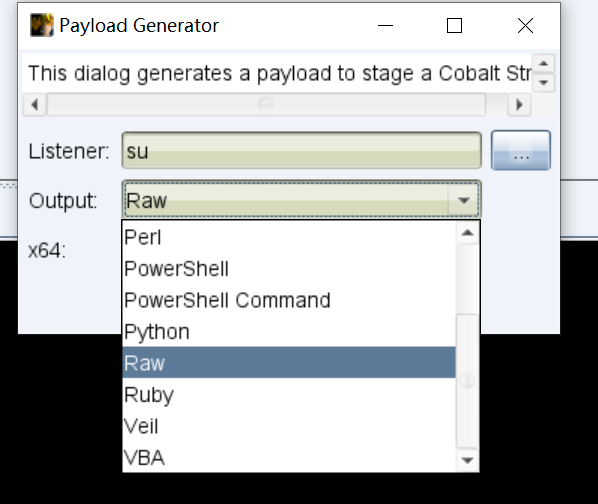 Payload Generator
This dialog generates a payload to stage a Cobalt Str
Listener:
su
...
Output:
Raw
x64:
Perl
PowerShell
PowerShell Command
Python
Raw
Ruby
Veil
VBA